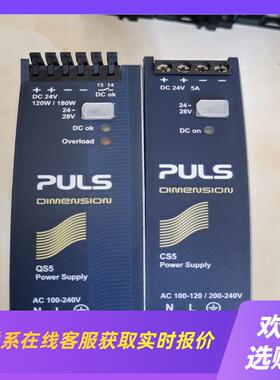 + + − − 13 14
DC 24V DC ok
120W / 180W
24–
28V
DC ok
Overload
PULS
DIMENSION
QS5
Power Supply
AC 100-240V
N L
+ + − −
DC 24V 5A
24–
28V
DC on
PULS
DIMENSION
CS5
Power Supply
AC 100-120 / 200-240V
N L
系在线客服获取实时报价
欢